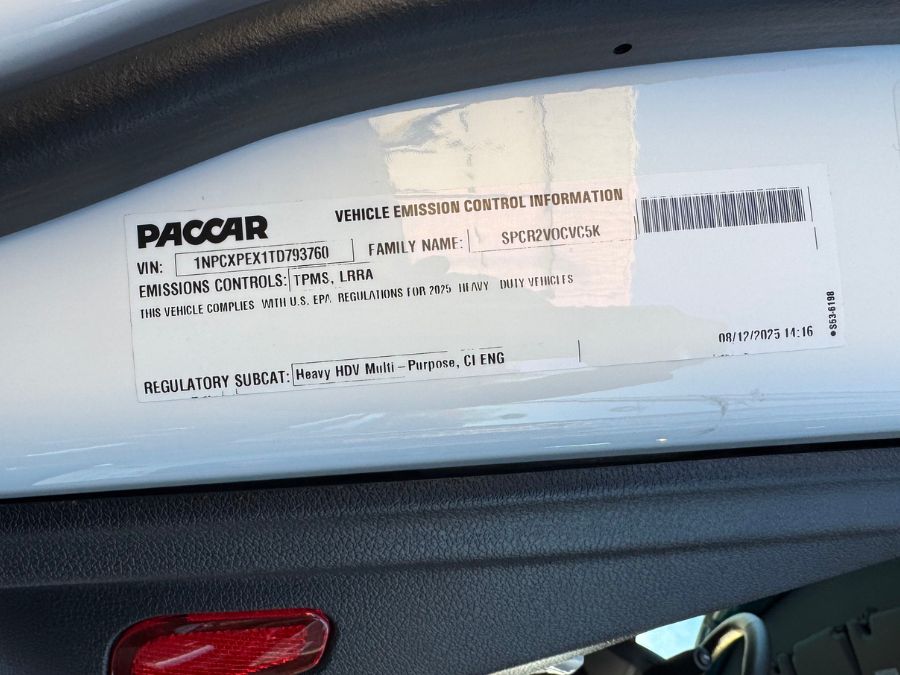 PACCAR VEHICLE EMISSION CONTROL INFORMATION
VIN: 1NPCXPEX1TD793760 FAMILY NAME: SPCR2VOCVC5K
EMISSIONS CONTROLS: TPMS, LRRA
THIS VEHICLE COMPLIES WITH U.S. EPA REGULATIONS FOR 2025 HEAVY DUTY VEHICLES
S53-6198
08/12/2025 14:16
REGULATORY SUBCAT: Heavy HDV Multi-Purpose, CI ENG